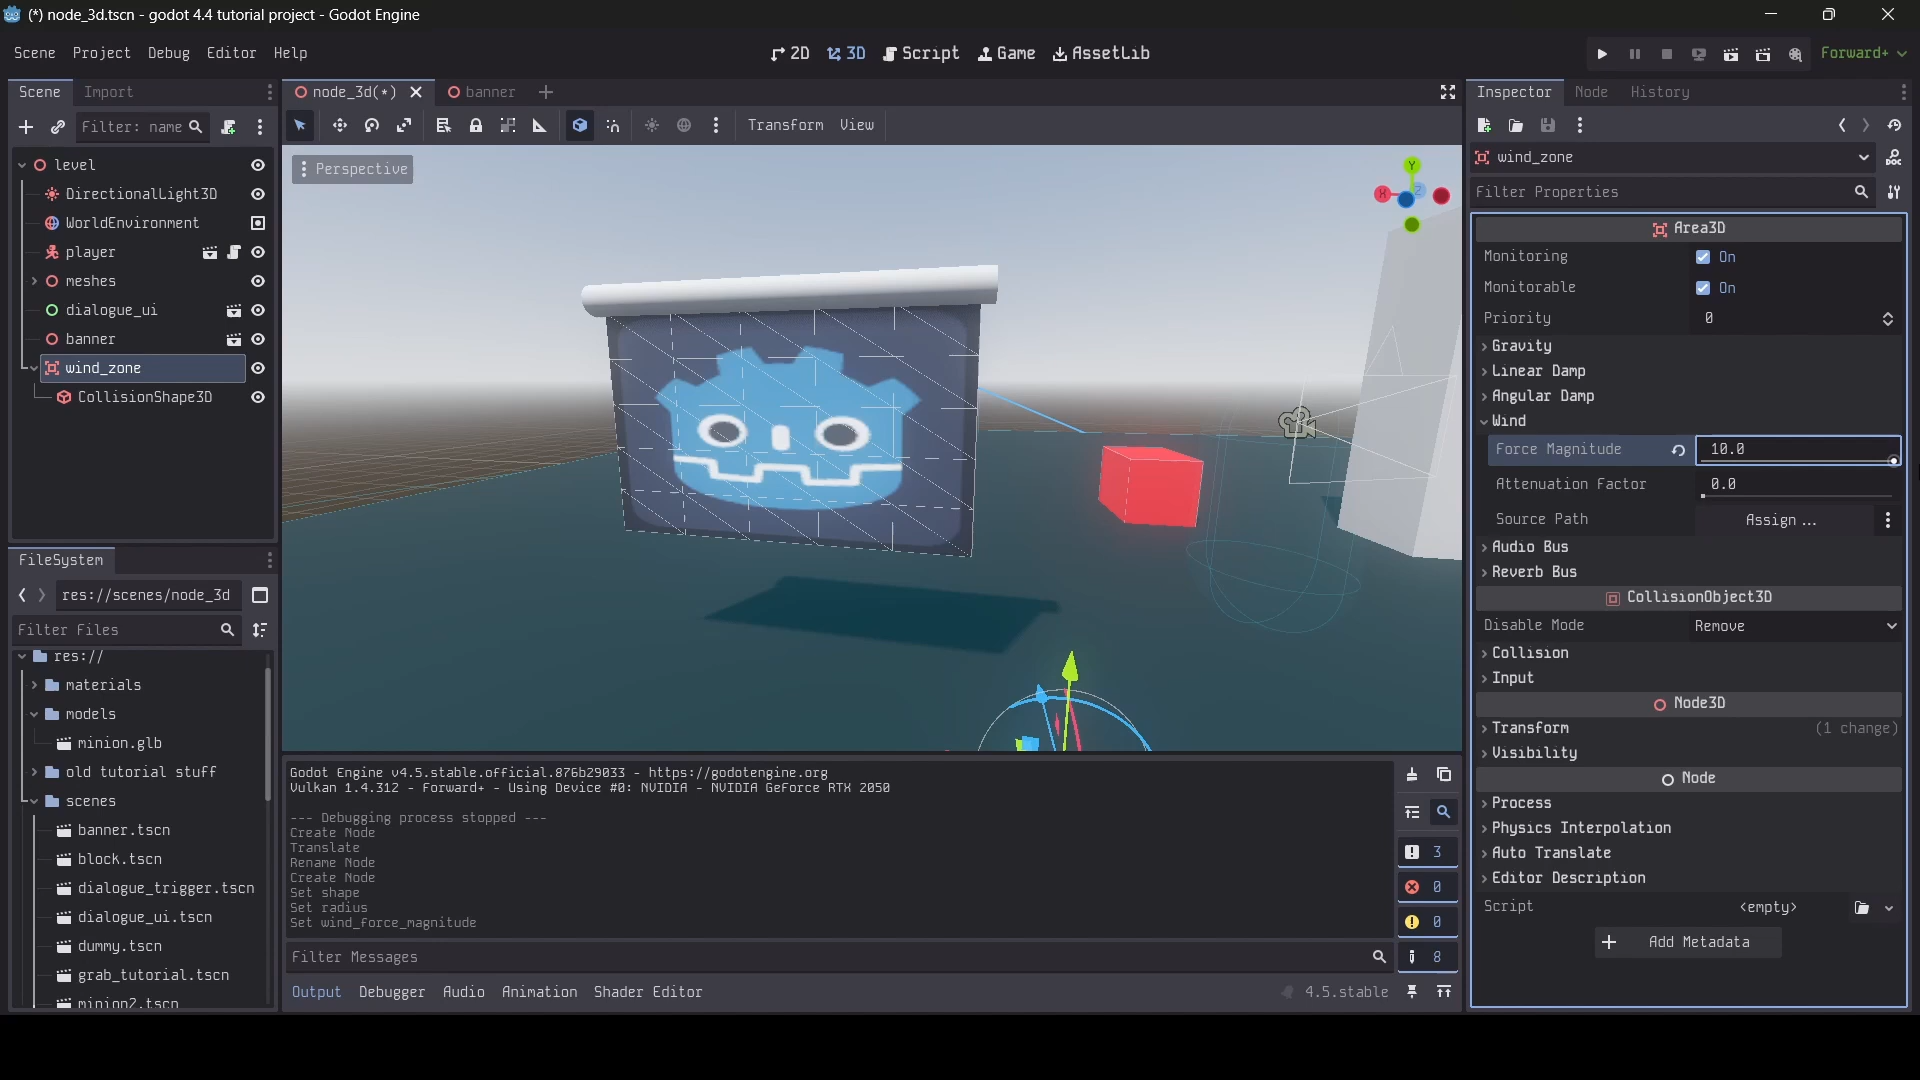 (*) node_3d.tscn - godot 4.4 tutorial project - Godot Engine
Scene Project Debug Editor Help
2D 3D Script Game AssetLib
Forward+
Scene Import
Filter: name
level
DirectionalLight3D
WorldEnvironment
player
meshes
dialogue_ui
banner
wind_zone
CollisionShape3D
FileSystem
res://scenes/node_3d
Filter Files
res://
materials
models
minion.glb
old tutorial stuff
scenes
banner.tscn
block.tscn
dialogue_trigger.tscn
dialogue_ui.tscn
dummy.tscn
grab_tutorial.tscn
minion2.tscn
node_3d(*) banner
Transform View
Perspective
Y
X
Z
Godot Engine v4.5.stable.official.876b29033 - https://godotengine.org
Vulkan 1.4.312 - Forward+ - Using Device #0: NVIDIA - NVIDIA GeForce RTX 2050
--- Debugging process stopped ---
Create Node
Translate
Rename Node
Create Node
Set shape
Set radius
Set wind_force_magnitude
3
0
0
8
Filter Messages
Output Debugger Audio Animation Shader Editor
4.5.stable
Inspector Node History
wind_zone
Filter Properties
Area3D
Monitoring On
Monitorable On
Priority 0
Gravity
Linear Damp
Angular Damp
Wind
Force Magnitude 10.0
Attenuation Factor 0.0
Source Path Assign ...
Audio Bus
Reverb Bus
CollisionObject3D
Disable Mode Remove
Collision
Input
Node3D
Transform (1 change)
Visibility
Node
Process
Physics Interpolation
Auto Translate
Editor Description
Script <empty>
Add Metadata